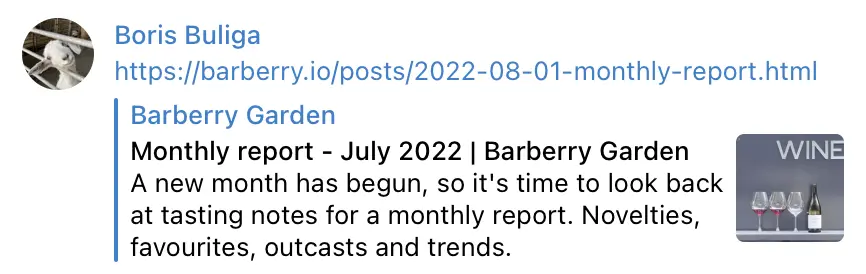 Boris Buliga
https://barberry.io/posts/2022-08-01-monthly-report.html
Barberry Garden
Monthly report - July 2022 | Barberry Garden
A new month has begun, so it's time to look back
at tasting notes for a monthly report. Novelties,
favourites, outcasts and trends.
WINE